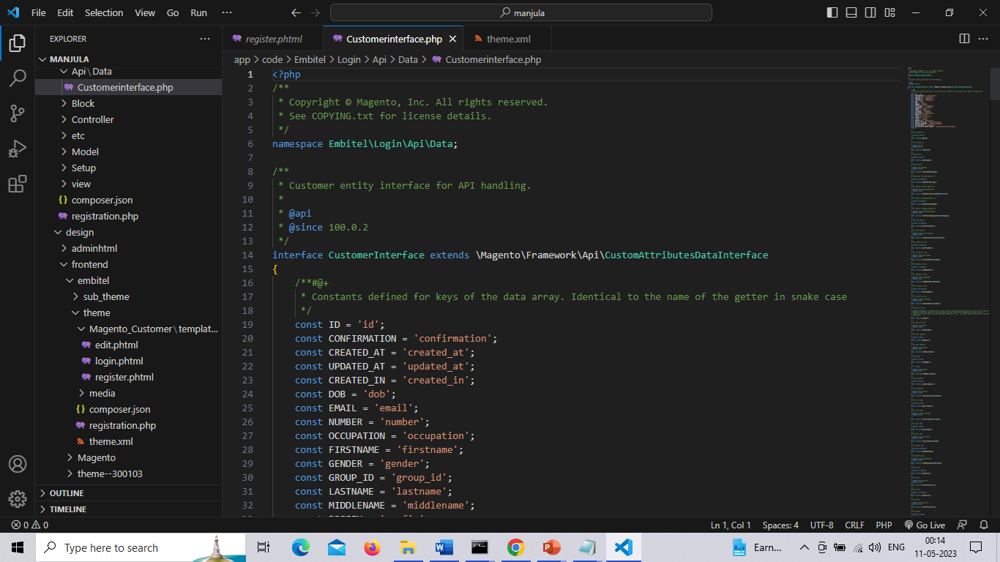 File Edit Selection View Go Run ··· manjula
EXPLORER ···
MANJULA
Api\Data
Customerinterface.php
Block
Controller
etc
Model
Setup
view
{} composer.json
registration.php
design
adminhtml
frontend
embitel
sub_theme
theme
Magento_Customer\templat...
edit.phtml
login.phtml
register.phtml
media
{} composer.json
registration.php
theme.xml
Magento
theme--300103
OUTLINE
TIMELINE
register.phtml Customerinterface.php theme.xml
app > code > Embitel > Login > Api > Data > Customerinterface.php
1 <?php
2 /**
3 * Copyright © Magento, Inc. All rights reserved.
4 * See COPYING.txt for license details.
5 */
6 namespace Embitel\Login\Api\Data;
7
8 /**
9 * Customer entity interface for API handling.
10 *
11 * @api
12 * @since 100.0.2
13 */
14 interface CustomerInterface extends \Magento\Framework\Api\CustomAttributesDataInterface
15 {
16 /**#@+
17 * Constants defined for keys of the data array. Identical to the name of the getter in snake case
18 */
19 const ID = 'id';
20 const CONFIRMATION = 'confirmation';
21 const CREATED_AT = 'created_at';
22 const UPDATED_AT = 'updated_at';
23 const CREATED_IN = 'created_in';
24 const DOB = 'dob';
25 const EMAIL = 'email';
26 const NUMBER = 'number';
27 const OCCUPATION = 'occupation';
28 const FIRSTNAME = 'firstname';
29 const GENDER = 'gender';
30 const GROUP_ID = 'group_id';
31 const LASTNAME = 'lastname';
32 const MIDDLENAME = 'middlename';
0 0 Ln 1, Col 1 Spaces: 4 UTF-8 CRLF PHP Go Live
Type here to search Earn... ENG 00:14
11-05-2023